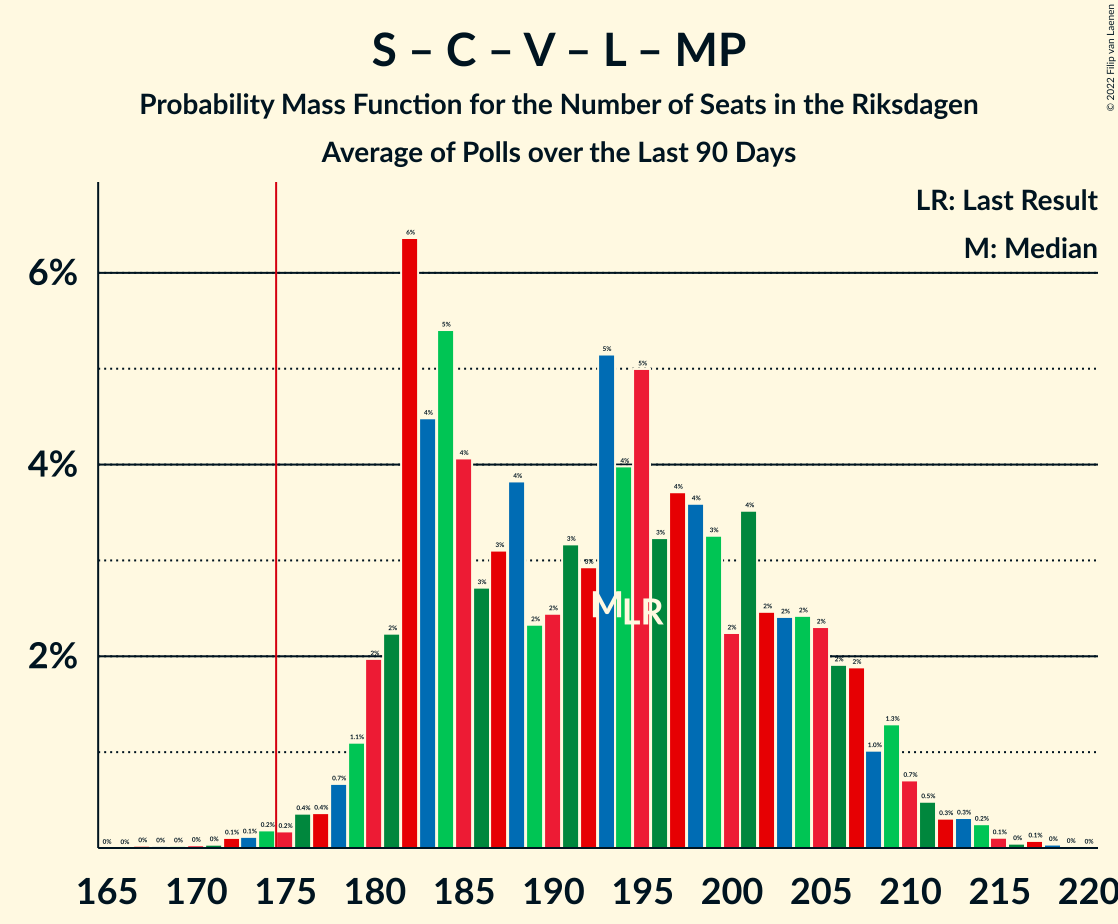 S – C – V – L – MP
Probability Mass Function for the Number of Seats in the Riksdagen
Average of Polls over the Last 90 Days
© 2022 Filip van Laenen
LR: Last Result
M: Median
6%
4%
2%
0% 0% 0% 0% 0% 0% 0% 0.1% 0.1% 0.2% 0.2% 0.4% 0.4% 0.7% 1.1% 2% 2% 6% 4% 5% 4% 3% 3% 4% 2% 2% 3% 3% 5% 4% 5% 3% 4% 4% 3% 2% 4% 2% 2% 2% 2% 2% 2% 1.0% 1.3% 0.7% 0.5% 0.3% 0.3% 0.2% 0.1% 0% 0.1% 0% 0% 0%
M LR
165 170 175 180 185 190 195 200 205 210 215 220